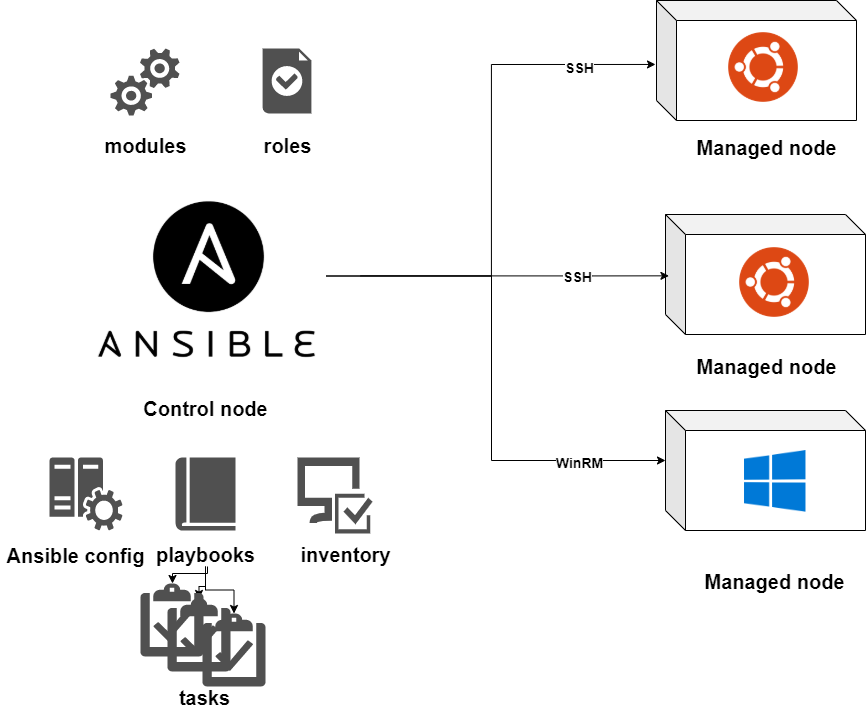 modules
roles
SSH
Managed node
ANSIBLE
SSH
Control node
Managed node
WinRM
Ansible config
playbooks
inventory
Managed node
tasks